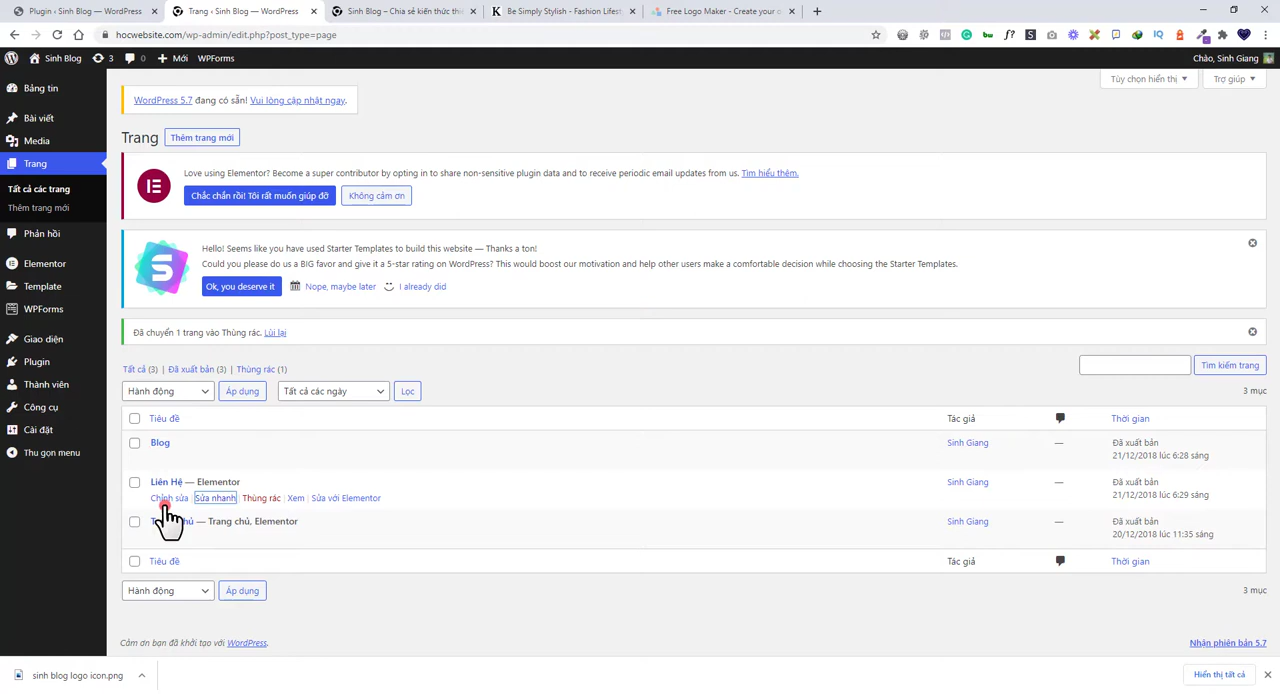 Plugin ‹ Sinh Blog — WordPress
Trang ‹ Sinh Blog — WordPress
Sinh Blog – Chia sẻ kiến thức thiế
Be Simply Stylish - Fashion Lifesty
Free Logo Maker - Create your o
hocwebsite.com/wp-admin/edit.php?post_type=page
Sinh Blog
3
0
Mới
WPForms
Chào, Sinh Giang
Bảng tin
Bài viết
Media
Trang
Tất cả các trang
Thêm trang mới
Phản hồi
Elementor
Template
WPForms
Giao diện
Plugin
Thành viên
Công cụ
Cài đặt
Thu gọn menu
Tùy chọn hiển thị
Trợ giúp
WordPress 5.7 đang có sẵn! Vui lòng cập nhật ngay.
Trang
Thêm trang mới
Love using Elementor? Become a super contributor by opting in to share non-sensitive plugin data and to receive periodic email updates from us. Tìm hiểu thêm.
Chắc chắn rồi! Tôi rất muốn giúp đỡ
Không cảm ơn
Hello! Seems like you have used Starter Templates to build this website — Thanks a ton!
Could you please do us a BIG favor and give it a 5-star rating on WordPress? This would boost our motivation and help other users make a comfortable decision while choosing the Starter Templates.
Ok, you deserve it
Nope, maybe later
I already did
Đã chuyển 1 trang vào Thùng rác. Lùi lại
Tất cả (3) | Đã xuất bản (3) | Thùng rác (1)
Tìm kiếm trang
Hành động
Áp dụng
Tất cả các ngày
Lọc
3 mục
Tiêu đề
Tác giả
Thời gian
Blog
Sinh Giang
—
Đã xuất bản
21/12/2018 lúc 6:28 sáng
Liên Hệ — Elementor
Sinh Giang
—
Đã xuất bản
21/12/2018 lúc 6:29 sáng
Chỉnh sửa | Sửa nhanh | Thùng rác | Xem | Sửa với Elementor
— Trang chủ, Elementor
Sinh Giang
—
Đã xuất bản
20/12/2018 lúc 11:35 sáng
Tiêu đề
Tác giả
Thời gian
Hành động
Áp dụng
3 mục
Cảm ơn bạn đã khởi tạo với WordPress.
Nhận phiên bản 5.7
sinh blog logo icon.png
Hiển thị tất cả